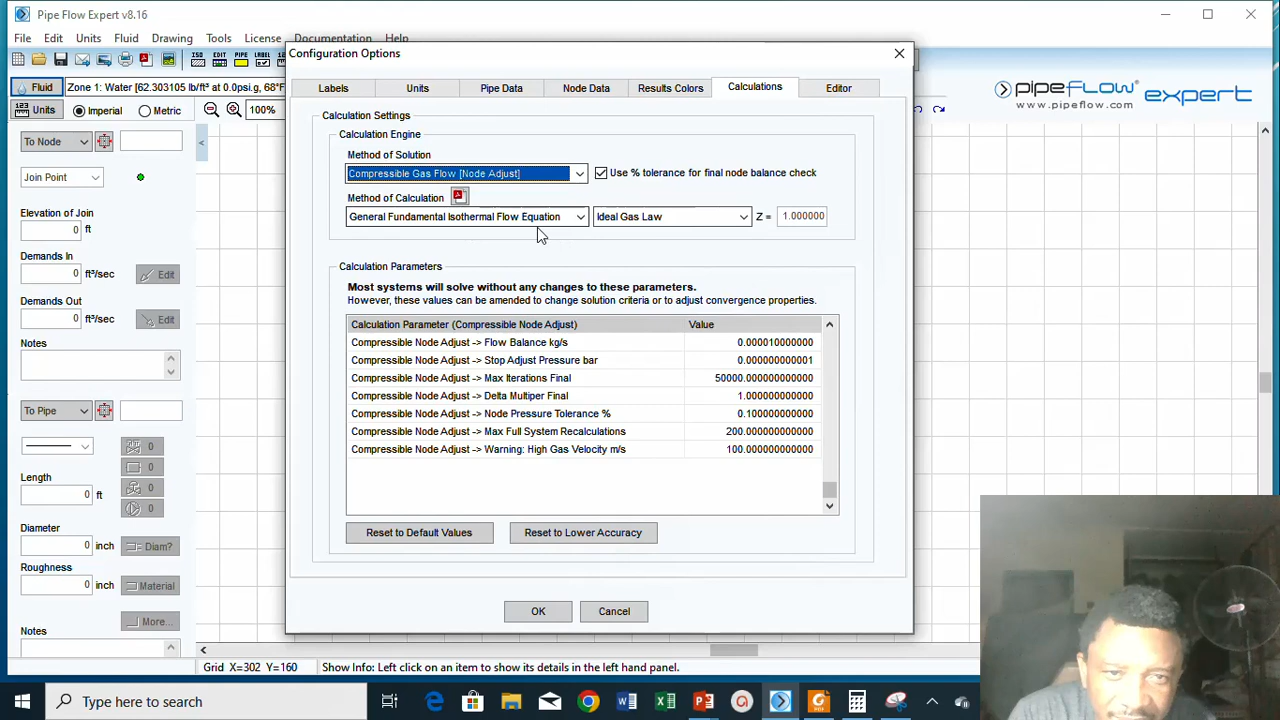 Pipe Flow Expert v8.16
File Edit Units Fluid Drawing Tools License Documentation Help
Configuration Options
Fluid Zone 1: Water [62.303105 lb/ft³ at 0.0psi.g, 68°F
pipeflow expert
www.pipeflow.com
Units Imperial Metric 100%
Labels Units Pipe Data Node Data Results Colors Calculations Editor
Calculation Settings
Calculation Engine
Method of Solution
Compressible Gas Flow [Node Adjust] Use % tolerance for final node balance check
Method of Calculation
General Fundamental Isothermal Flow Equation Ideal Gas Law Z = 1.000000
Calculation Parameters
Most systems will solve without any changes to these parameters.
However, these values can be amended to change solution criteria or to adjust convergence properties.
Calculation Parameter (Compressible Node Adjust) Value
Compressible Node Adjust -> Flow Balance kg/s 0.000010000000
Compressible Node Adjust -> Stop Adjust Pressure bar 0.000000000001
Compressible Node Adjust -> Max Iterations Final 50000.000000000000
Compressible Node Adjust -> Delta Multiper Final 1.000000000000
Compressible Node Adjust -> Node Pressure Tolerance % 0.100000000000
Compressible Node Adjust -> Max Full System Recalculations 200.000000000000
Compressible Node Adjust -> Warning: High Gas Velocity m/s 100.000000000000
Reset to Default Values Reset to Lower Accuracy
OK Cancel
To Node
Join Point
Elevation of Join
0 ft
Demands In
0 ft³/sec Edit
Demands Out
0 ft³/sec Edit
Notes
To Pipe
0
0
Length 0
0 ft 0
Diameter
0 inch Diam?
Roughness
0 inch Material
More...
Notes
Grid X=302 Y=160 Show Info: Left click on an item to show its details in the left hand panel.
Type here to search